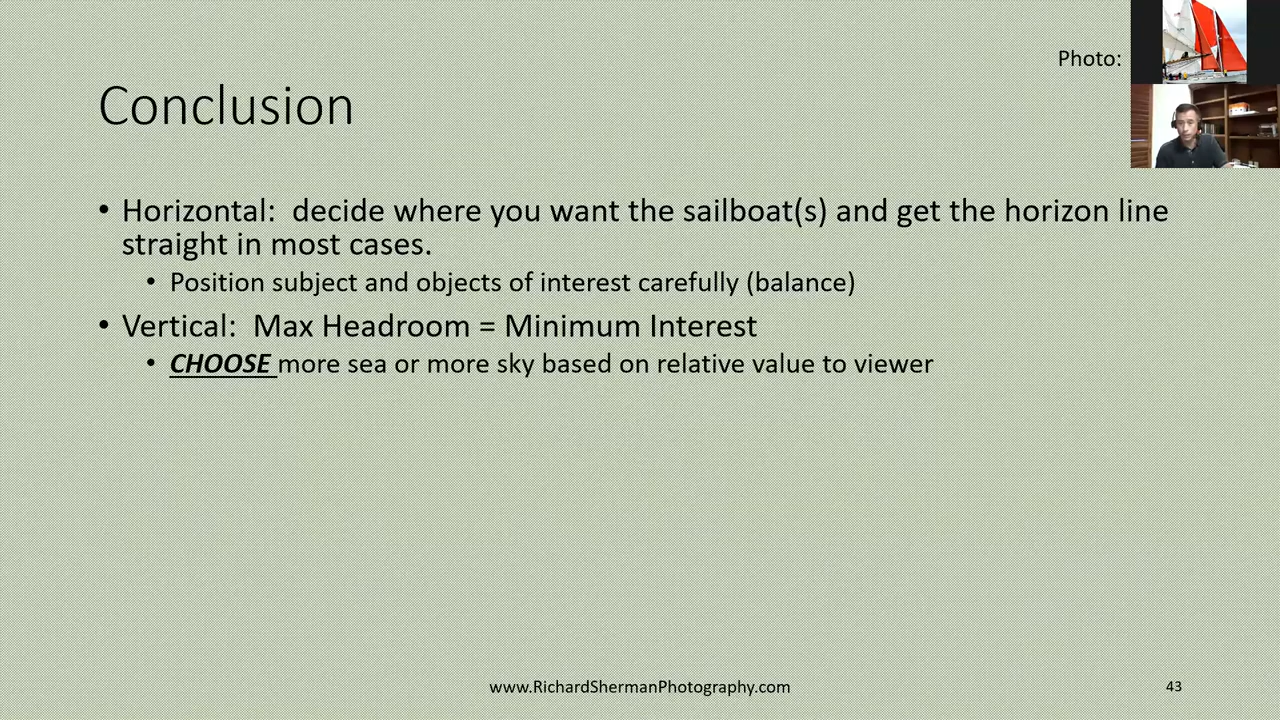 Photo:
Conclusion
• Horizontal:  decide where you want the sailboat(s) and get the horizon line
straight in most cases.
• Position subject and objects of interest carefully (balance)
• Vertical:  Max Headroom = Minimum Interest
• CHOOSE more sea or more sky based on relative value to viewer
www.RichardShermanPhotography.com
43